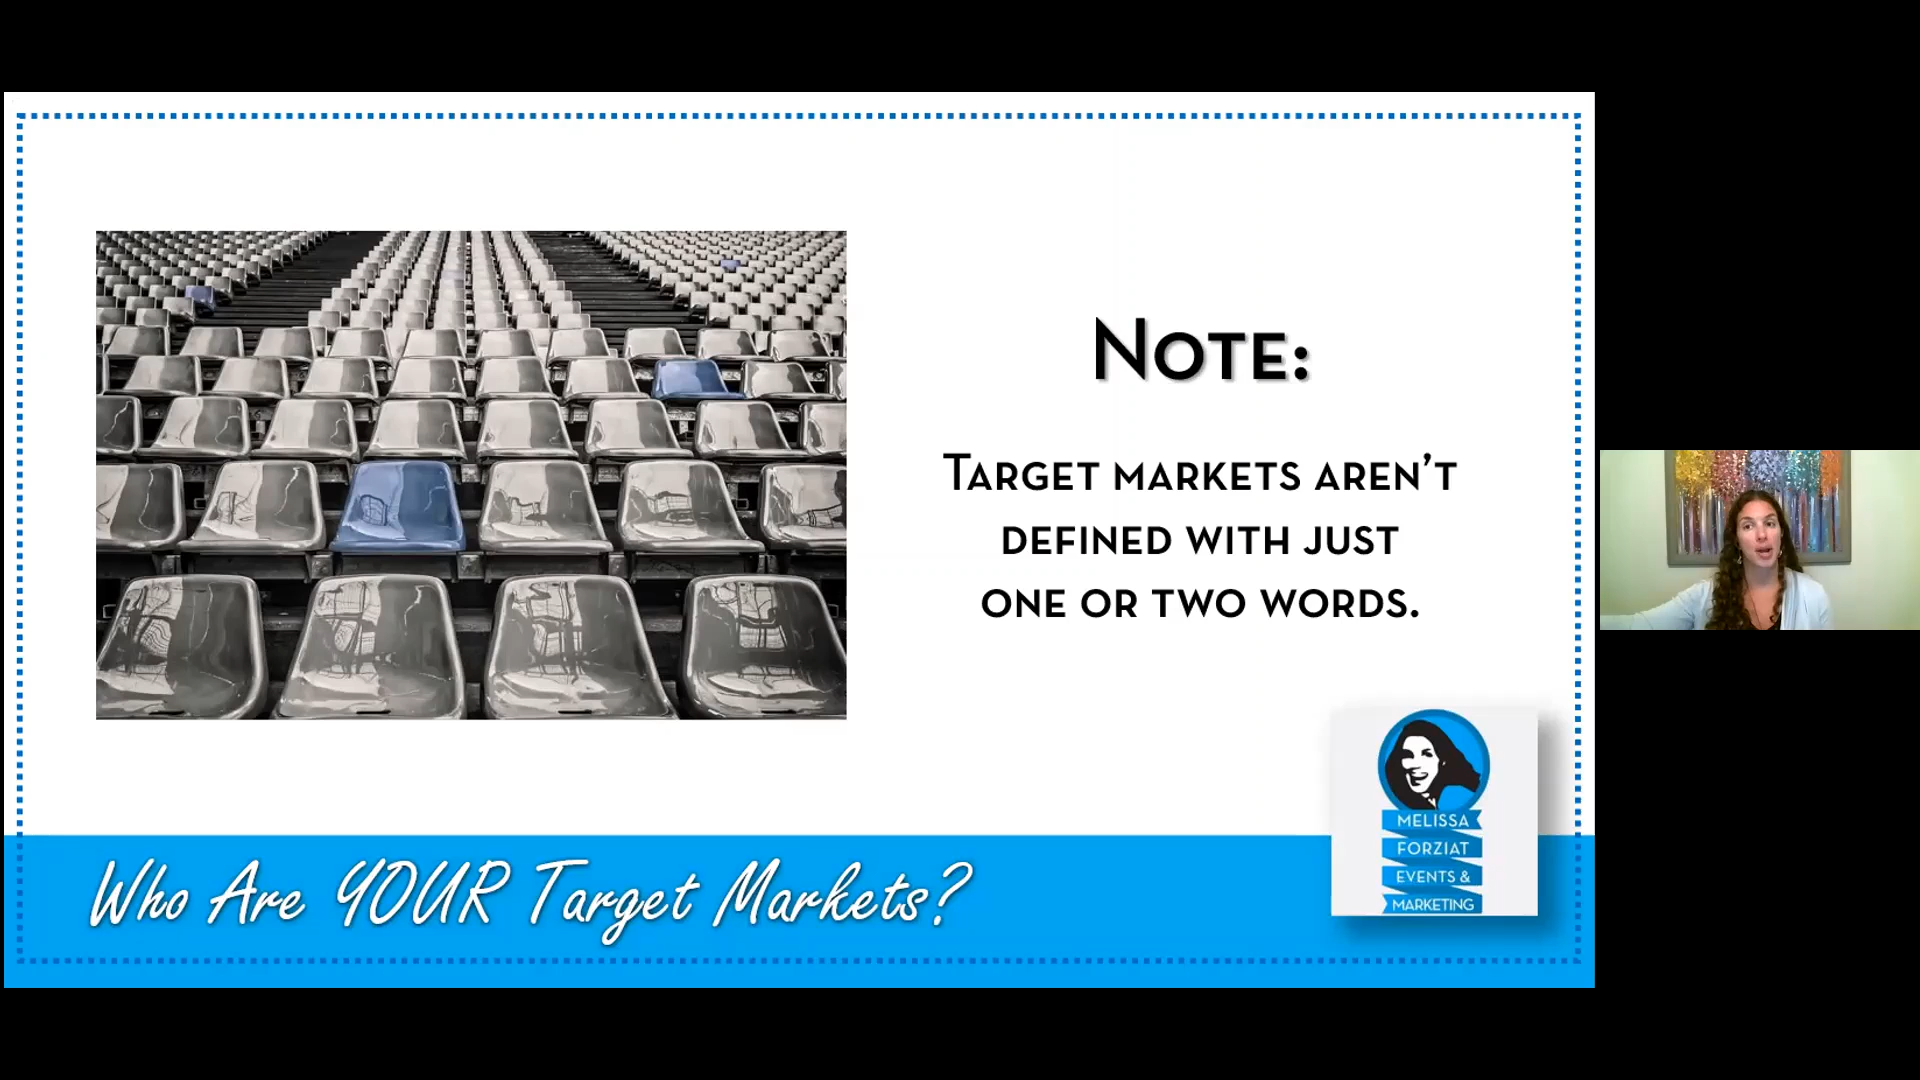 Note:
Target markets aren’t
defined with just
one or two words.
Who Are YOUR Target Markets?
MELISSA
FORZIAT
EVENTS &
MARKETING